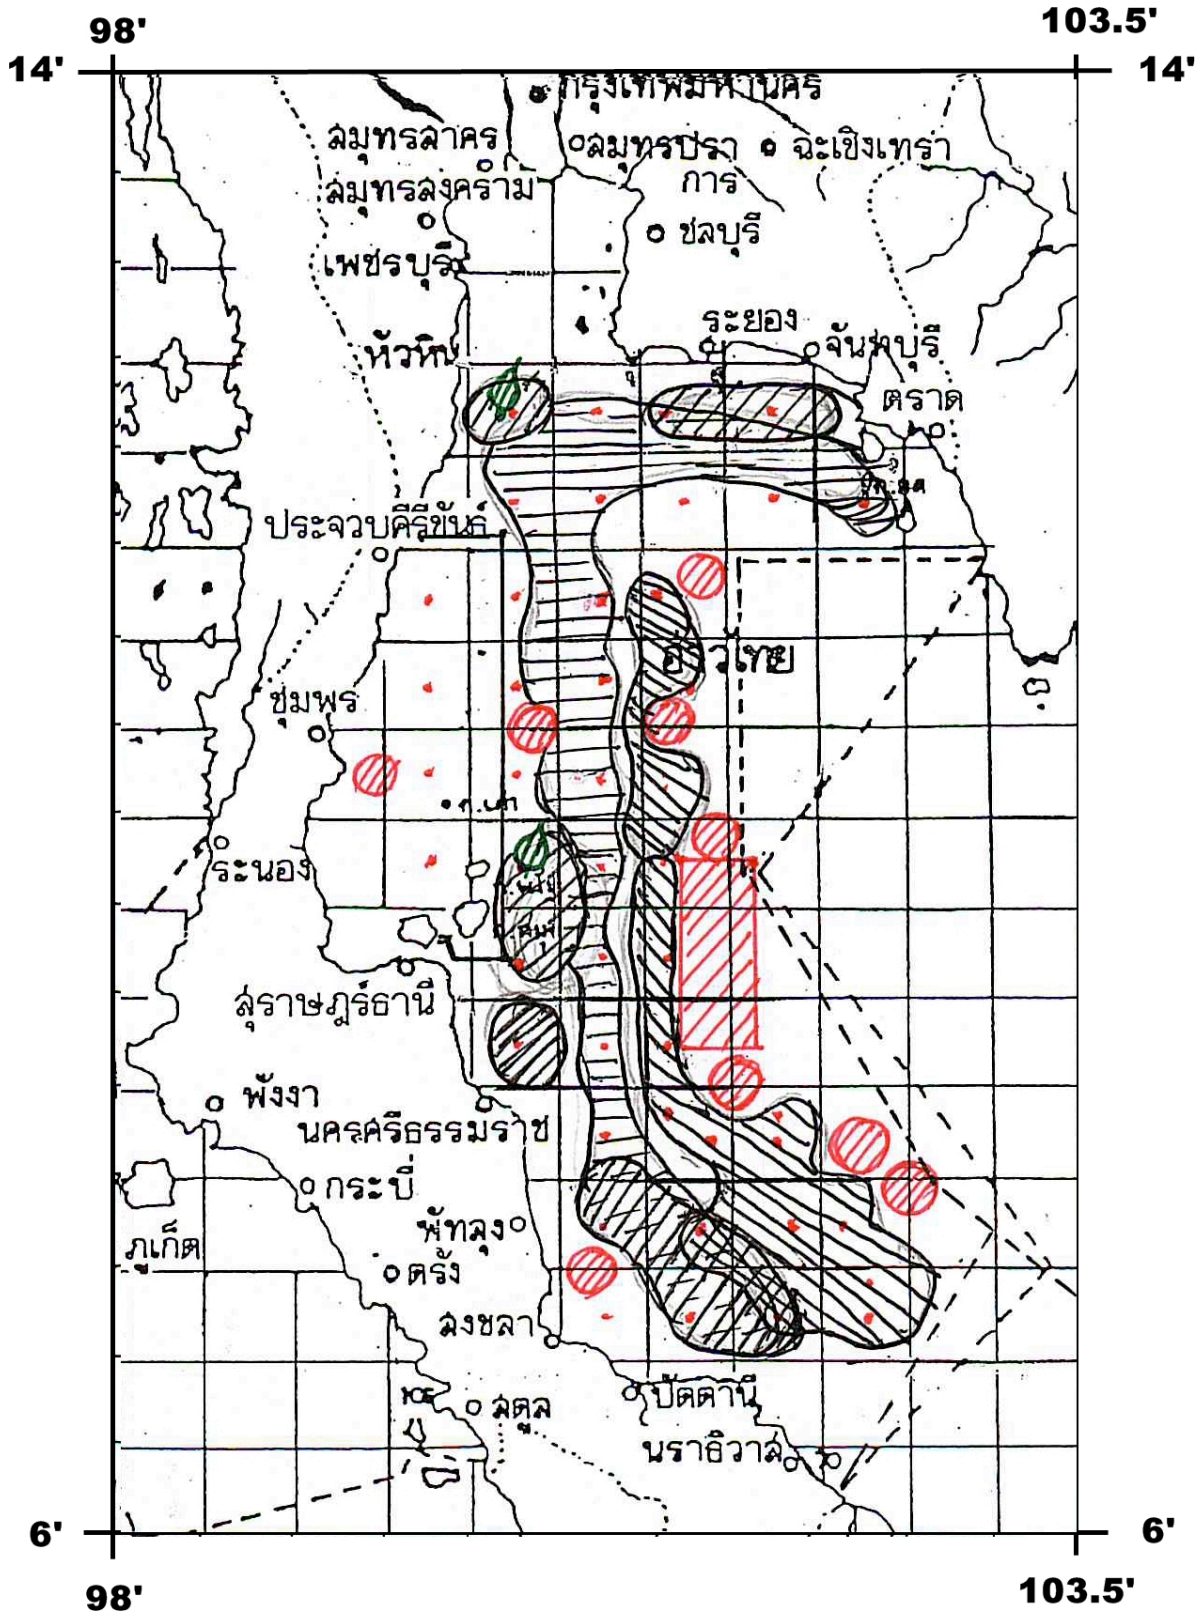 98'
103.5'
14'
14'
กรุงเทพมหานคร
สมุทรสาคร
สมุทรปรา
การ
ฉะเชิงเทรา
สมุทรสงคราม
ชลบุรี
เพชรบุรี
ระยอง
หัวหิน
จันทบุรี
ตราด
ประจวบคีรีขันธ์
อ่าวไทย
ชุมพร
ระนอง
สุราษฎร์ธานี
พังงา
นครศรีธรรมราช
กระบี่
พัทลุง
ภูเก็ต
ตรัง
สงขลา
สตูล
ปัตตานี
นราธิวาส
6'
6'
98'
103.5'